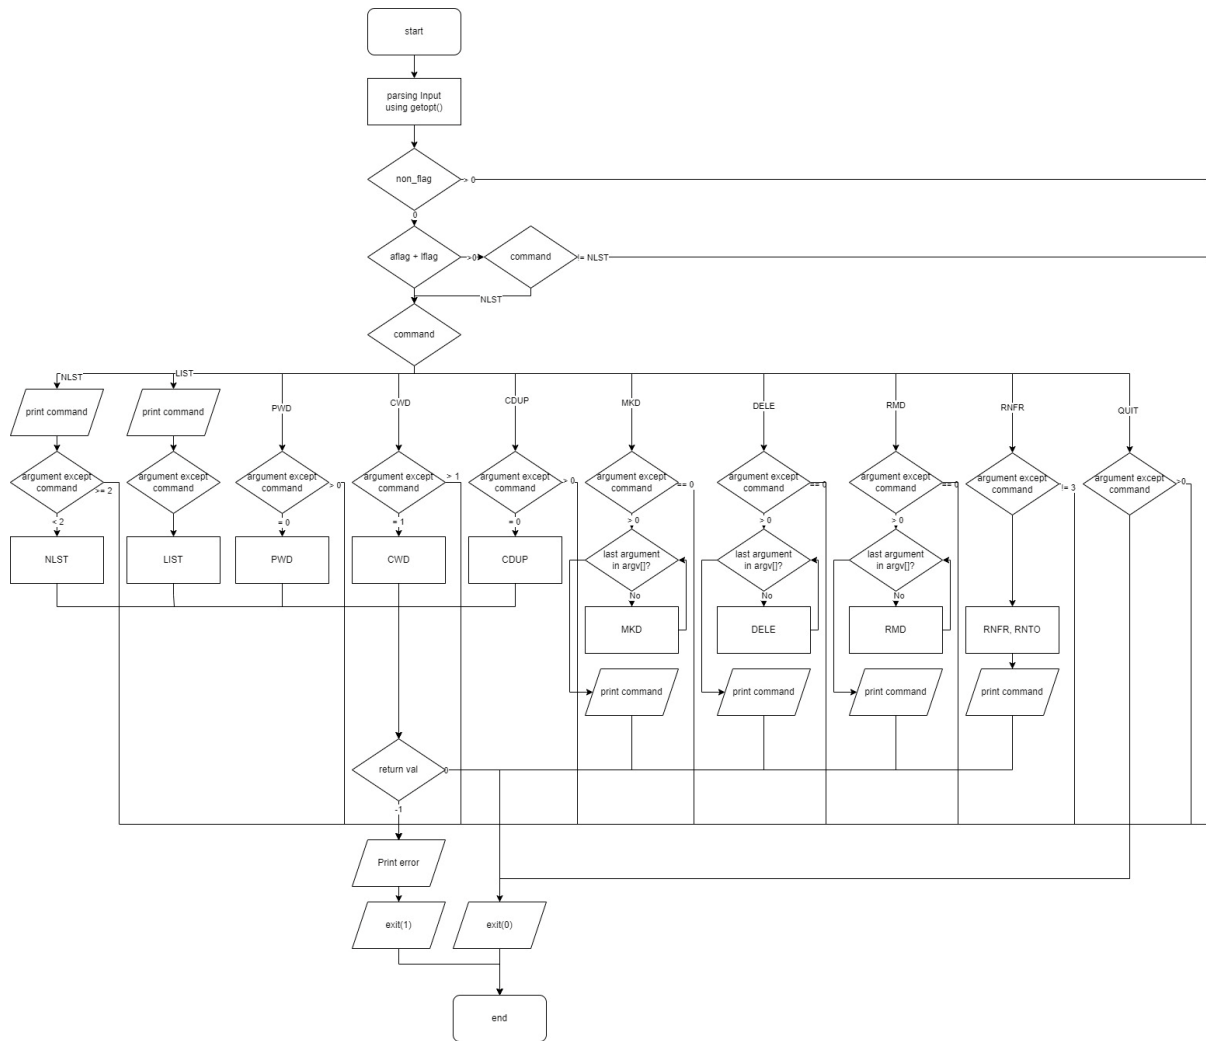 start
parsing Input
using getopt()
non_flag
> 0
0
aflag + lflag
>0
command
!= NLST
NLST
command
NLST
LIST
PWD
CWD
CDUP
MKD
DELE
RMD
RNFR
QUIT
print command
print command
argument except
command
>= 2
argument except
command
argument except
command
> 0
argument except
command
> 1
argument except
command
> 0
argument except
command
== 0
argument except
command
== 0
argument except
command
== 0
argument except
command
!= 3
argument except
command
>0
< 2
= 0
= 1
= 0
> 0
> 0
> 0
NLST
LIST
PWD
CWD
CDUP
last argument
in argv[]?
last argument
in argv[]?
last argument
in argv[]?
No
No
No
MKD
DELE
RMD
RNFR, RNTO
print command
print command
print command
print command
return val
0
-1
Print error
exit(1)
exit(0)
end